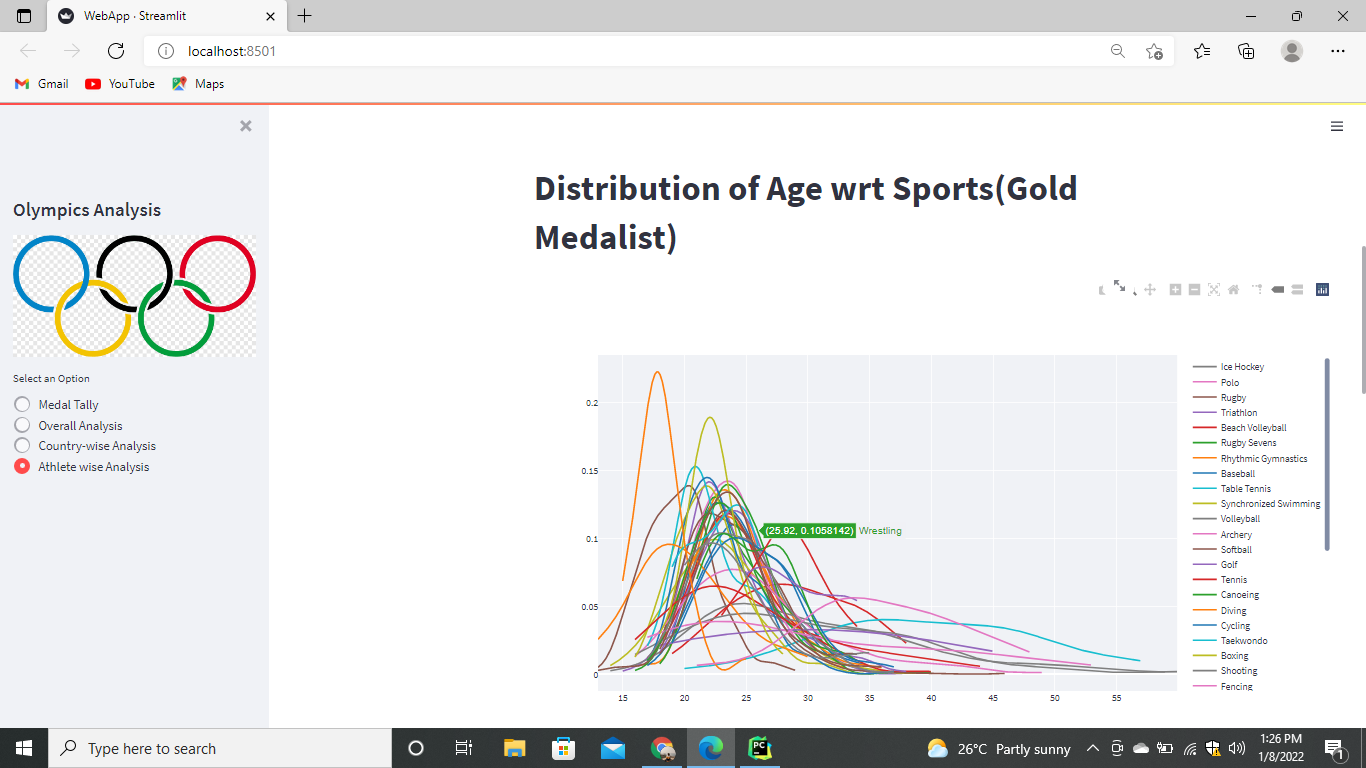 WebApp · Streamlit
localhost:8501
Gmail
YouTube
Maps
Olympics Analysis
Select an Option
Medal Tally
Overall Analysis
Country-wise Analysis
Athlete wise Analysis
Distribution of Age wrt Sports(Gold
Medalist)
0.2
0.15
0.1
0.05
0
15 20 25 30 35 40 45 50 55
(25.92, 0.1058142) Wrestling
Ice Hockey
Polo
Rugby
Triathlon
Beach Volleyball
Rugby Sevens
Rhythmic Gymnastics
Baseball
Table Tennis
Synchronized Swimming
Volleyball
Archery
Softball
Golf
Tennis
Canoeing
Diving
Cycling
Taekwondo
Boxing
Shooting
Fencing
Type here to search
PC
26°C Partly sunny
1:26 PM
1/8/2022
1